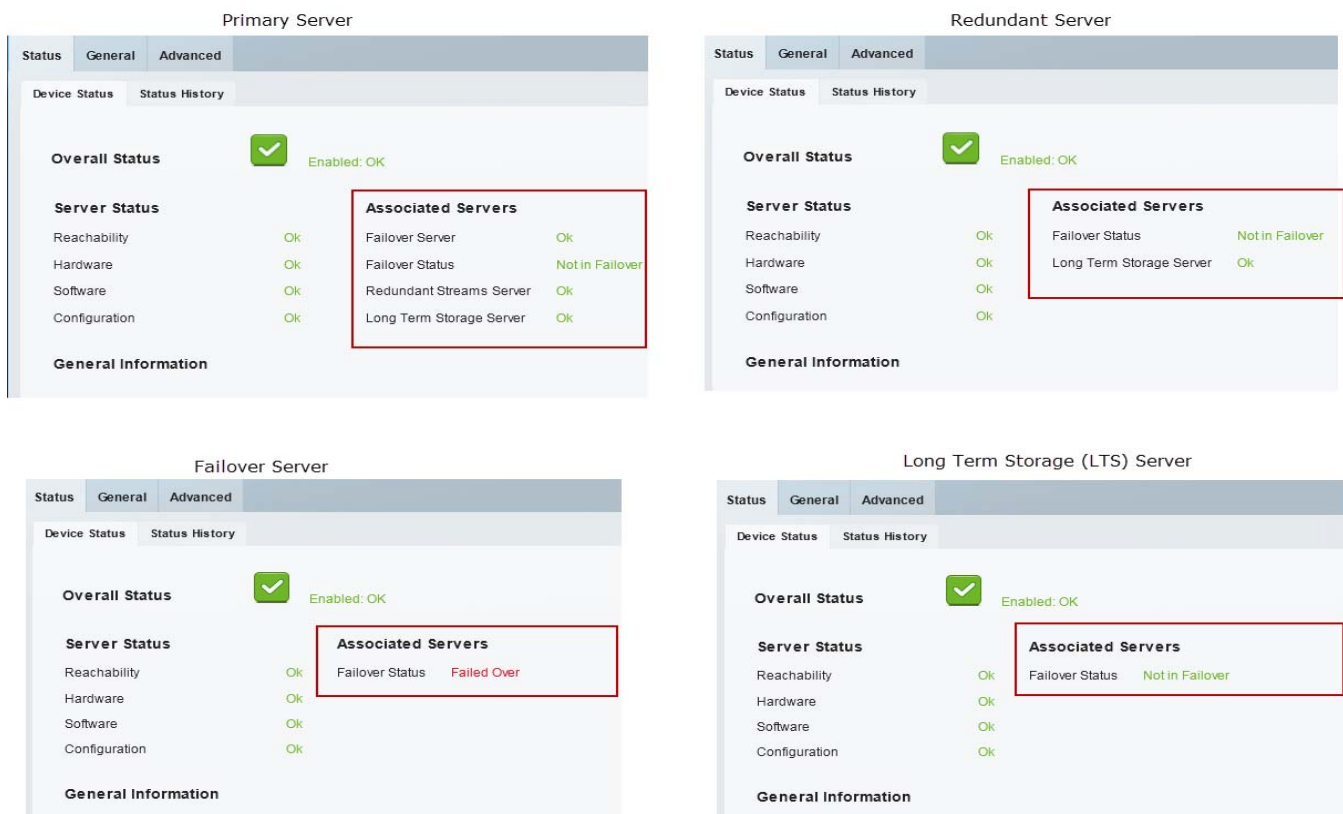 Primary Server
Status General Advanced
Device Status Status History
Overall Status Enabled: OK
Server Status Associated Servers
Reachability Ok Failover Server Ok
Hardware Ok Failover Status Not in Failover
Software Ok Redundant Streams Server Ok
Configuration Ok Long Term Storage Server Ok
General Information
Redundant Server
Status General Advanced
Device Status Status History
Overall Status Enabled: OK
Server Status Associated Servers
Reachability Ok Failover Status Not in Failover
Hardware Ok Long Term Storage Server Ok
Software Ok
Configuration Ok
General Information
Failover Server
Status General Advanced
Device Status Status History
Overall Status Enabled: OK
Server Status Associated Servers
Reachability Ok Failover Status Failed Over
Hardware Ok
Software Ok
Configuration Ok
General Information
Long Term Storage (LTS) Server
Status General Advanced
Device Status Status History
Overall Status Enabled: OK
Server Status Associated Servers
Reachability Ok Failover Status Not in Failover
Hardware Ok
Software Ok
Configuration Ok
General Information